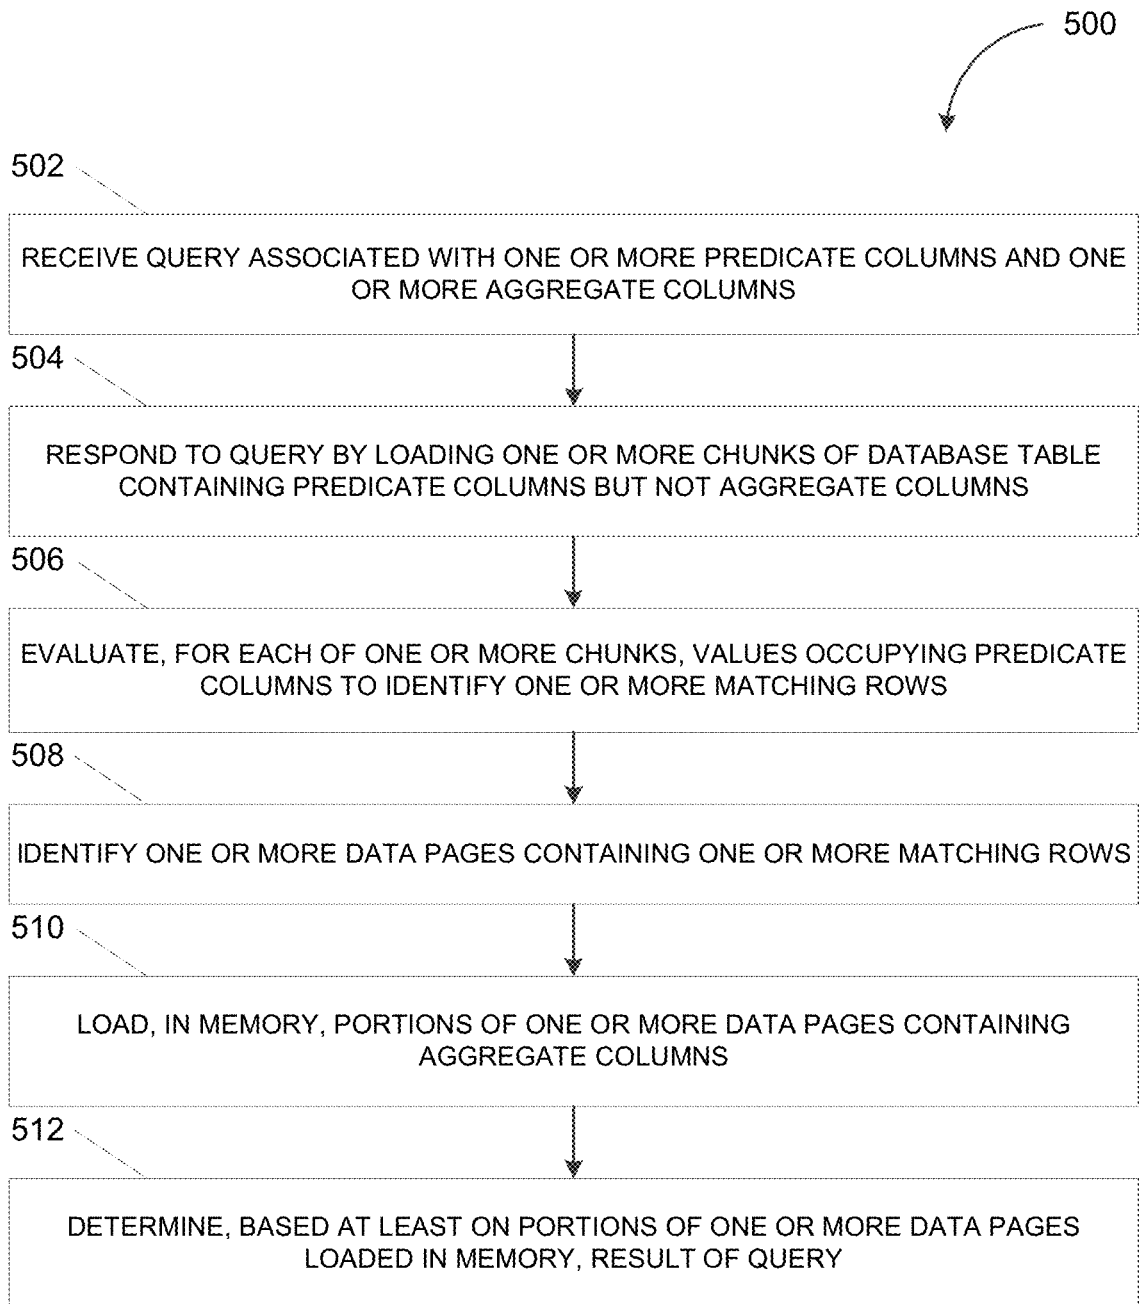 500
502
RECEIVE QUERY ASSOCIATED WITH ONE OR MORE PREDICATE COLUMNS AND ONE
OR MORE AGGREGATE COLUMNS
504
RESPOND TO QUERY BY LOADING ONE OR MORE CHUNKS OF DATABASE TABLE
CONTAINING PREDICATE COLUMNS BUT NOT AGGREGATE COLUMNS
506
EVALUATE, FOR EACH OF ONE OR MORE CHUNKS, VALUES OCCUPYING PREDICATE
COLUMNS TO IDENTIFY ONE OR MORE MATCHING ROWS
508
IDENTIFY ONE OR MORE DATA PAGES CONTAINING ONE OR MORE MATCHING ROWS
510
LOAD, IN MEMORY, PORTIONS OF ONE OR MORE DATA PAGES CONTAINING
AGGREGATE COLUMNS
512
DETERMINE, BASED AT LEAST ON PORTIONS OF ONE OR MORE DATA PAGES
LOADED IN MEMORY, RESULT OF QUERY